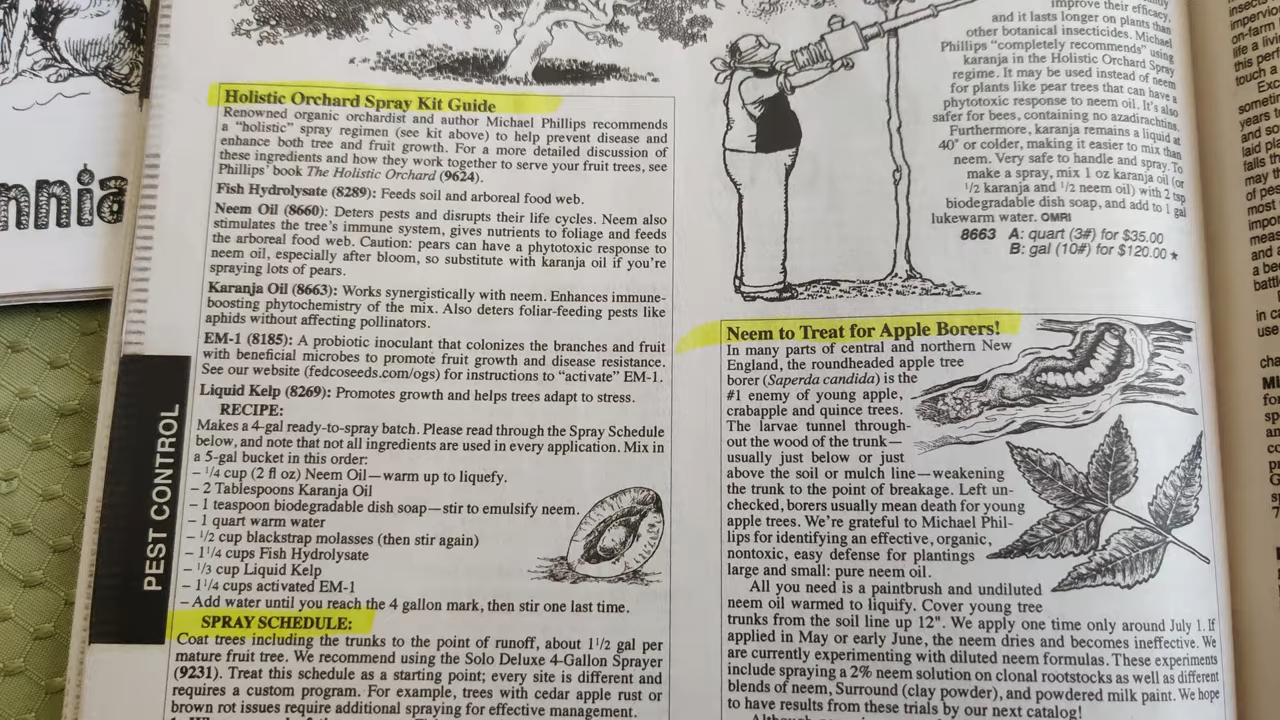 nnia
PEST CONTROL
Holistic Orchard Spray Kit Guide
Renowned organic orchardist and author Michael Phillips recommends
a “holistic” spray regimen (see kit above) to help prevent disease and
enhance both tree and fruit growth. For a more detailed discussion of
these ingredients and how they work together to serve your fruit trees, see
Phillips’ book The Holistic Orchard (9624).
Fish Hydrolysate (8289): Feeds soil and arboreal food web.
Neem Oil (8660): Deters pests and disrupts their life cycles. Neem also
stimulates the tree’s immune system, gives nutrients to foliage and feeds
the arboreal food web. Caution: pears can have a phytotoxic response to
neem oil, especially after bloom, so substitute with karanja oil if you’re
spraying lots of pears.
Karanja Oil (8663): Works synergistically with neem. Enhances immune-
boosting phytochemistry of the mix. Also deters foliar-feeding pests like
aphids without affecting pollinators.
EM-1 (8185): A probiotic inoculant that colonizes the branches and fruit
with beneficial microbes to promote fruit growth and disease resistance.
See our website (fedcoseeds.com/ogs) for instructions to “activate” EM-1.
Liquid Kelp (8269): Promotes growth and helps trees adapt to stress.
RECIPE:
Makes a 4-gal ready-to-spray batch. Please read through the Spray Schedule
below, and note that not all ingredients are used in every application. Mix in
a 5-gal bucket in this order:
– 1/4 cup (2 fl oz) Neem Oil—warm up to liquefy.
– 2 Tablespoons Karanja Oil
– 1 teaspoon biodegradable dish soap—stir to emulsify neem.
– 1 quart warm water
– 1/2 cup blackstrap molasses (then stir again)
– 1 1/4 cups Fish Hydrolysate
– 1/3 cup Liquid Kelp
– 1 1/4 cups activated EM-1
– Add water until you reach the 4 gallon mark, then stir one last time.
SPRAY SCHEDULE:
Coat trees including the trunks to the point of runoff, about 1 1/2 gal per
mature fruit tree. We recommend using the Solo Deluxe 4-Gallon Sprayer
(9231). Treat this schedule as a starting point; every site is different and
requires a custom program. For example, trees with cedar apple rust or
brown rot issues require additional spraying for effective management.
improve their efficacy,
and it lasts longer on plants than
other botanical insecticides. Michael
Phillips “completely recommends” using
karanja in the Holistic Orchard Spray
regime. It may be used instead of neem
for plants like pear trees that can have a
phytotoxic response to neem oil. It’s also
safer for bees, containing no azadirachtins.
Furthermore, karanja remains a liquid at
40° or colder, making it easier to mix than
neem. Very safe to handle and spray. To
make a spray, mix 1 oz karanja oil (or
1/2 karanja and 1/2 neem oil) with 2 tsp
biodegradable dish soap, and add to 1 gal
lukewarm water. OMRI
8663 A: quart (3#) for $35.00
B: gal (10#) for $120.00 ★
Neem to Treat for Apple Borers!
In many parts of central and northern New
England, the roundheaded apple tree
borer (Saperda candida) is the
#1 enemy of young apple,
crabapple and quince trees.
The larvae tunnel through-
out the wood of the trunk—
usually just below or just
above the soil or mulch line—weakening
the trunk to the point of breakage. Left un-
checked, borers usually mean death for young
apple trees. We’re grateful to Michael Phil-
lips for identifying an effective, organic,
nontoxic, easy defense for plantings
large and small: pure neem oil.
All you need is a paintbrush and undiluted
neem oil warmed to liquify. Cover young tree
trunks from the soil line up 12". We apply one time only around July 1. If
applied in May or early June, the neem dries and becomes ineffective. We
are currently experimenting with diluted neem formulas. These experiments
include spraying a 2% neem solution on clonal rootstocks as well as different
blends of neem, Surround (clay powder), and powdered milk paint. We hope
to have results from these trials by our next catalog!